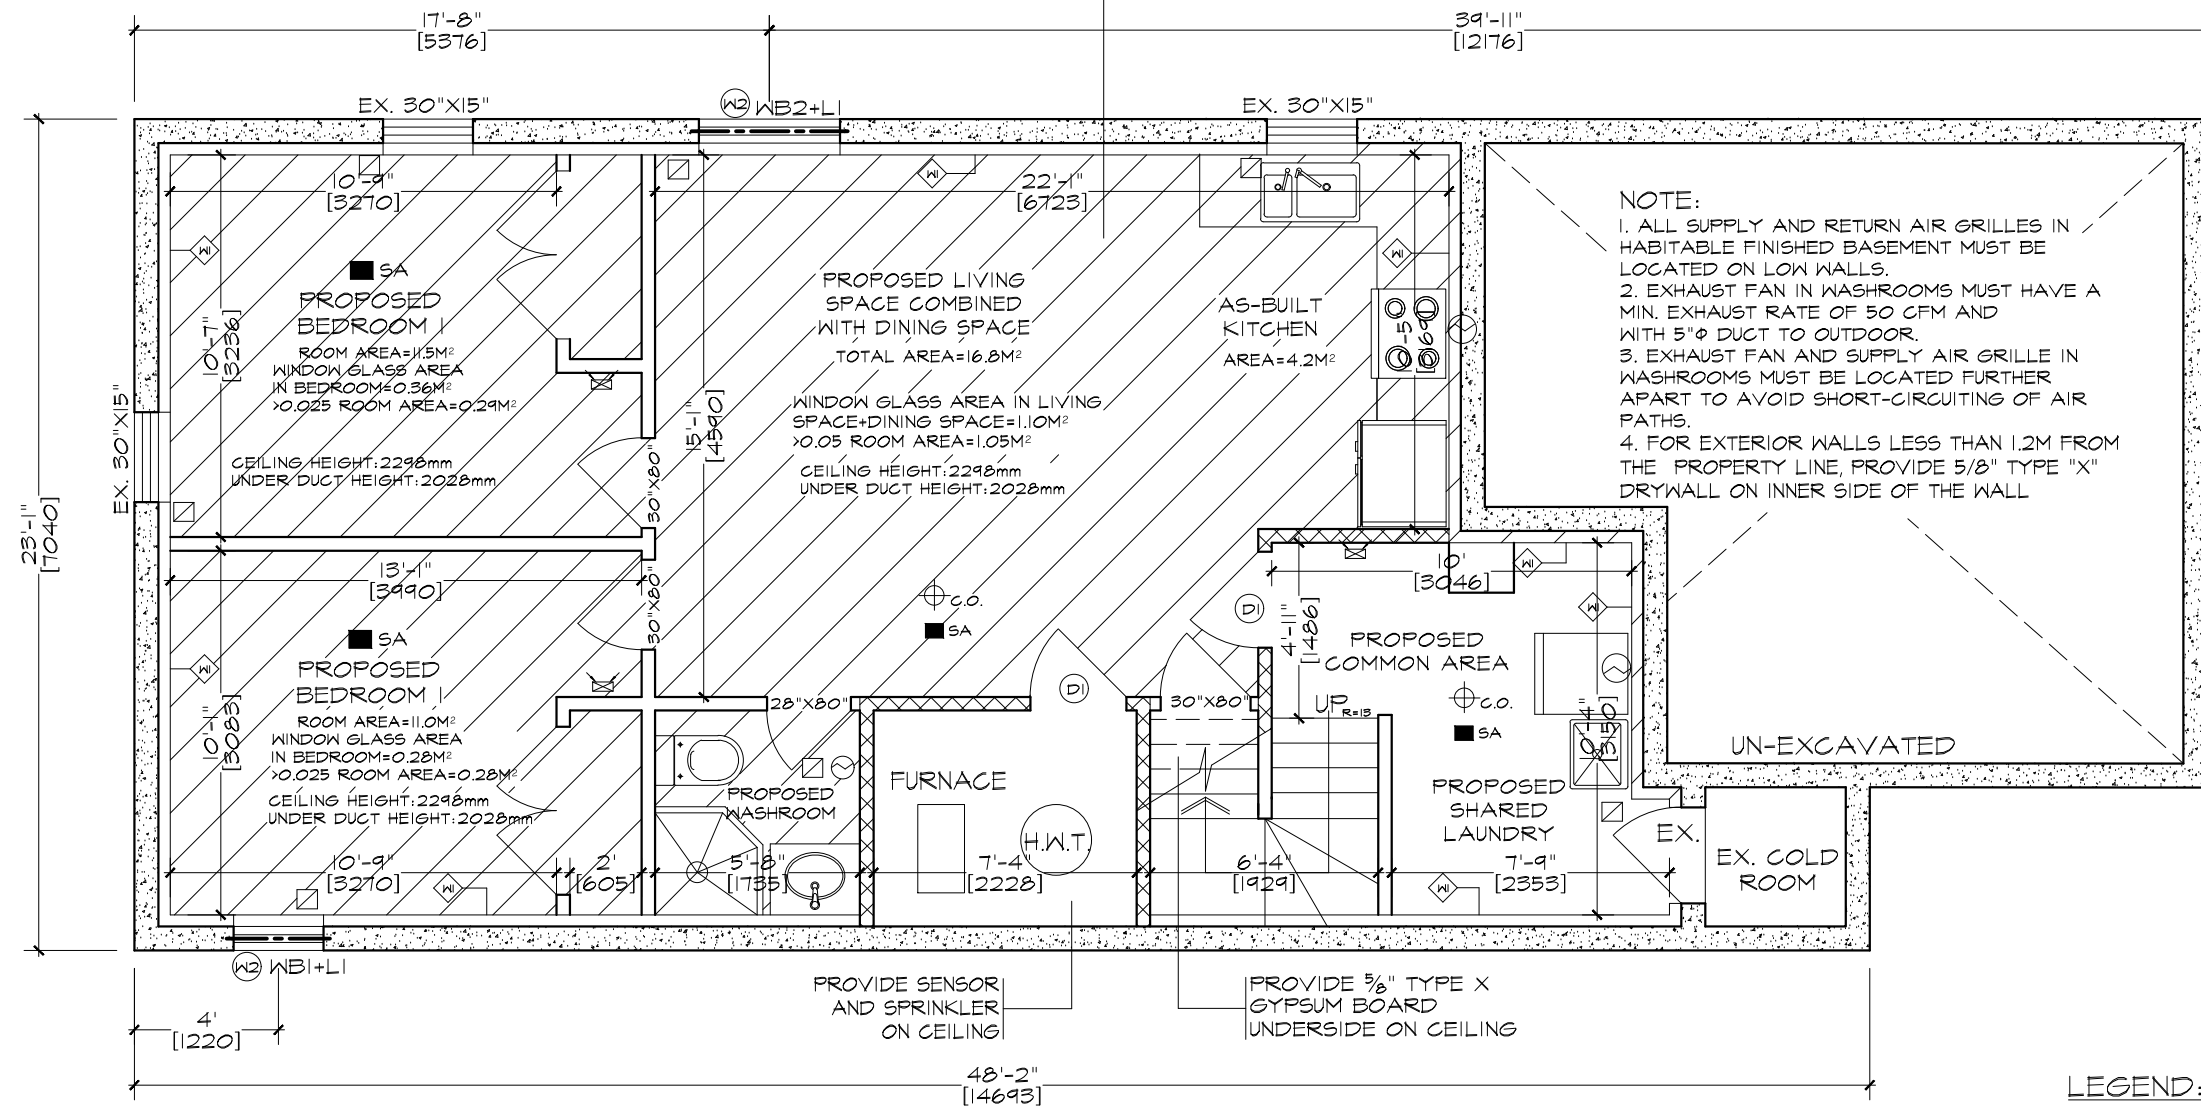 17'-8"
[5376]
39'-11"
[12176]
EX. 30"X15"
W2 WB2+L1
EX. 30"X15"
10'-9"
[3270]
22'-1"
[6723]
W1
W1
W1
NOTE:
1. ALL SUPPLY AND RETURN AIR GRILLES IN
HABITABLE FINISHED BASEMENT MUST BE
LOCATED ON LOW WALLS.
2. EXHAUST FAN IN WASHROOMS MUST HAVE A
MIN. EXHAUST RATE OF 50 CFM AND
WITH 5"Φ DUCT TO OUTDOOR.
3. EXHAUST FAN AND SUPPLY AIR GRILLE IN
WASHROOMS MUST BE LOCATED FURTHER
APART TO AVOID SHORT-CIRCUITING OF AIR
PATHS.
4. FOR EXTERIOR WALLS LESS THAN 1.2M FROM
THE PROPERTY LINE, PROVIDE 5/8" TYPE "X"
DRYWALL ON INNER SIDE OF THE WALL
SA
PROPOSED
BEDROOM 1
ROOM AREA=11.5M²
WINDOW GLASS AREA
IN BEDROOM=0.36M²
>0.025 ROOM AREA=0.29M²
CEILING HEIGHT:2298mm
UNDER DUCT HEIGHT:2028mm
10'-7"
[3236]
EX. 30"X15"
23'-1"
[7040]
PROPOSED LIVING
SPACE COMBINED
WITH DINING SPACE
TOTAL AREA=16.8M²
WINDOW GLASS AREA IN LIVING
SPACE+DINING SPACE=1.10M²
>0.05 ROOM AREA=1.05M²
CEILING HEIGHT:2298mm
UNDER DUCT HEIGHT:2028mm
15'-1"
[4590]
AS-BUILT
KITCHEN
AREA=4.2M²
30"X80"
30"X80"
13'-1"
[3990]
C.O.
SA
D1
10'
[3046]
W1
W1
4'-11"
[1486]
SA
PROPOSED
BEDROOM 1
ROOM AREA=11.0M²
WINDOW GLASS AREA
IN BEDROOM=0.28M²
>0.025 ROOM AREA=0.28M²
CEILING HEIGHT:2298mm
UNDER DUCT HEIGHT:2028mm
W1
10'-1"
[3083]
PROPOSED
COMMON AREA
C.O.
SA
D1
28"X80"
30"X80"
UP
R=13
10'-4"
[3150]
UN-EXCAVATED
FURNACE
H.W.T.
PROPOSED
WASHROOM
PROPOSED
SHARED
LAUNDRY
EX.
EX. COLD
ROOM
10'-9"
[3270]
W1
2'
[605]
5'-8"
[1735]
7'-4"
[2228]
6'-4"
[1929]
7'-9"
[2353]
W1
W2 WB1+L1
PROVIDE SENSOR
AND SPRINKLER
ON CEILING
PROVIDE 5/8" TYPE X
GYPSUM BOARD
UNDERSIDE ON CEILING
4'
[1220]
48'-2"
[14693]
LEGEND: